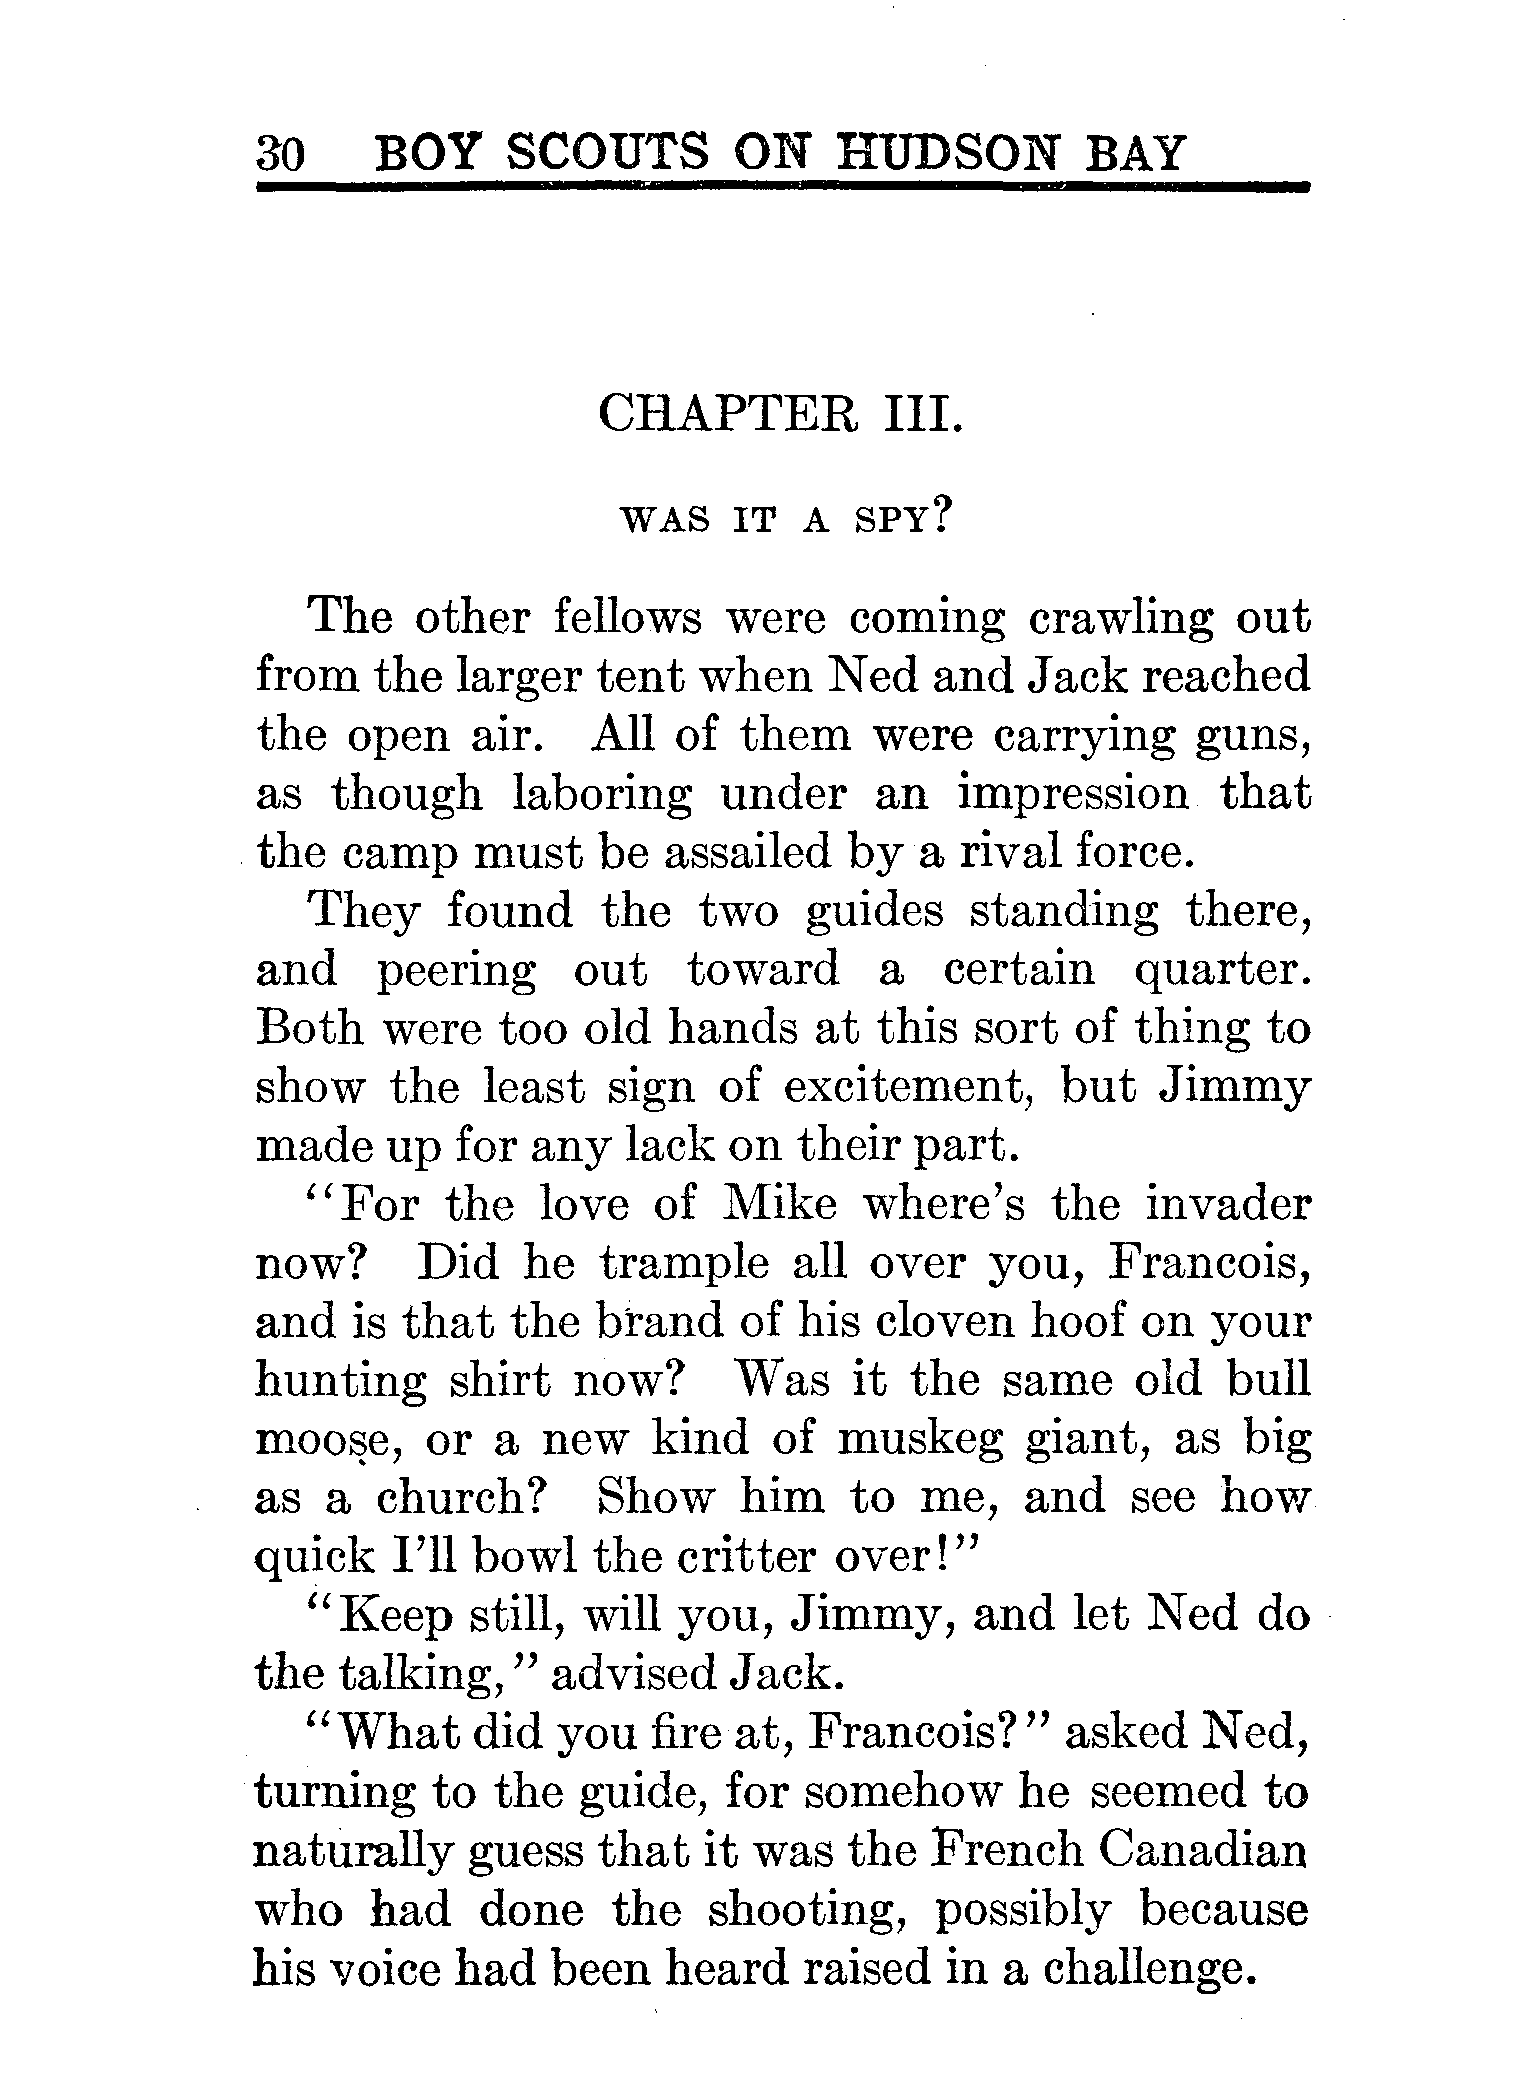 30 BOY SCOUTS ON HUDSON BAY
CHAPTER III.
WAS IT A SPY?
The other fellows were coming crawling out
from the larger tent when Ned and Jack reached
the open air. All of them were carrying guns,
as though laboring under an impression that
the camp must be assailed by a rival force.
They found the two guides standing there,
and peering out toward a certain quarter.
Both were too old hands at this sort of thing to
show the least sign of excitement, but Jimmy
made up for any lack on their part.
“For the love of Mike where’s the invader
now? Did he trample all over you, Francois,
and is that the brand of his cloven hoof on your
hunting shirt now? Was it the same old bull
moose, or a new kind of muskeg giant, as big
as a church? Show him to me, and see how
quick I’ll bowl the critter over!”
“Keep still, will you, Jimmy, and let Ned do
the talking,” advised Jack.
“What did you fire at, Francois?” asked Ned,
turning to the guide, for somehow he seemed to
naturally guess that it was the French Canadian
who had done the shooting, possibly because
his voice had been heard raised in a challenge.